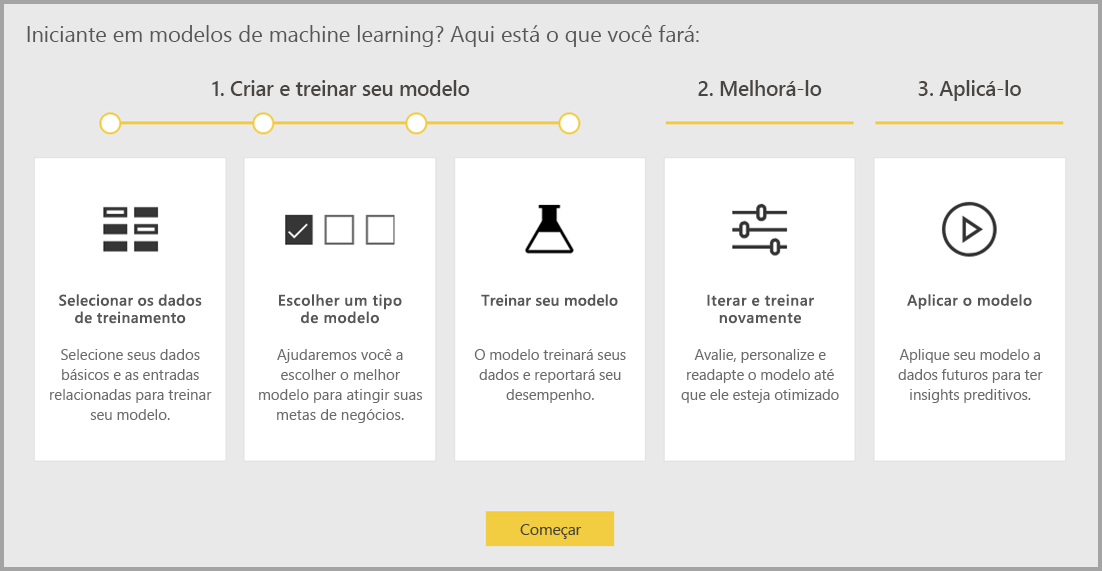 Iniciante em modelos de machine learning? Aqui está o que você fará:
1. Criar e treinar seu modelo
2. Melhorá-lo
3. Aplicá-lo
Selecionar os dados
de treinamento
Selecione seus dados
básicos e as entradas
relacionadas para treinar
seu modelo.
Escolher um tipo
de modelo
Ajudaremos você a
escolher o melhor
modelo para atingir suas
metas de negócios.
Treinar seu modelo
O modelo treinará seus
dados e reportará seu
desempenho.
Iterar e treinar
novamente
Avalie, personalize e
readapte o modelo até
que ele esteja otimizado
Aplicar o modelo
Aplique seu modelo a
dados futuros para ter
insights preditivos.
Começar